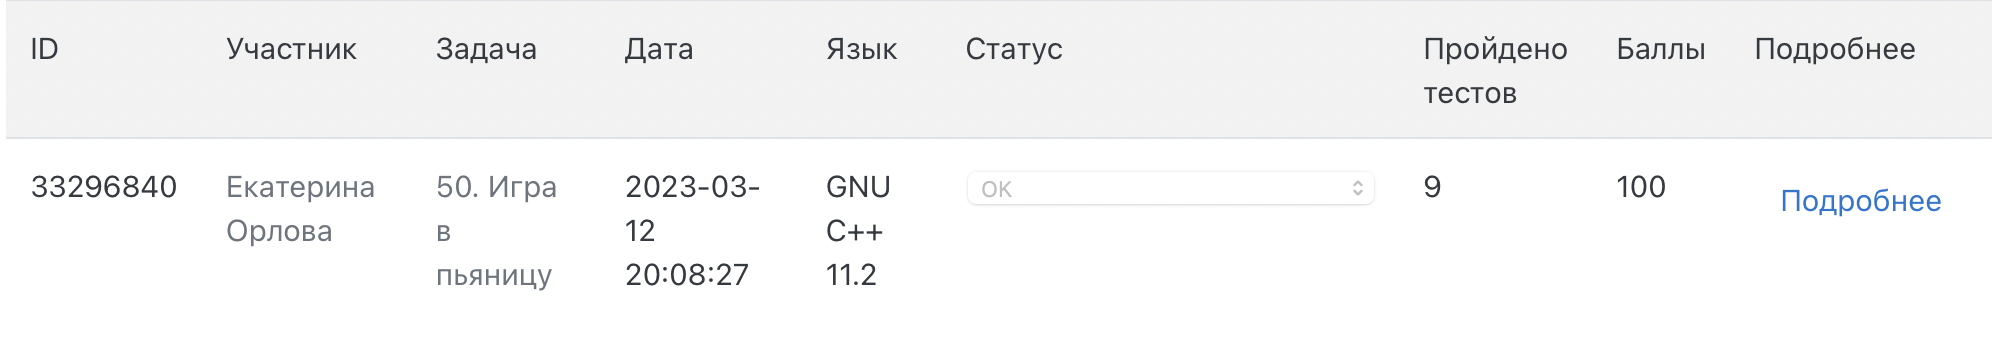 ID Участник Задача Дата Язык Статус Пройдено тестов Баллы Подробнее
33296840 Екатерина Орлова 50. Игра в пьяницу 2023-03-12 20:08:27 GNU C++ 11.2 OK 9 100 Подробнее